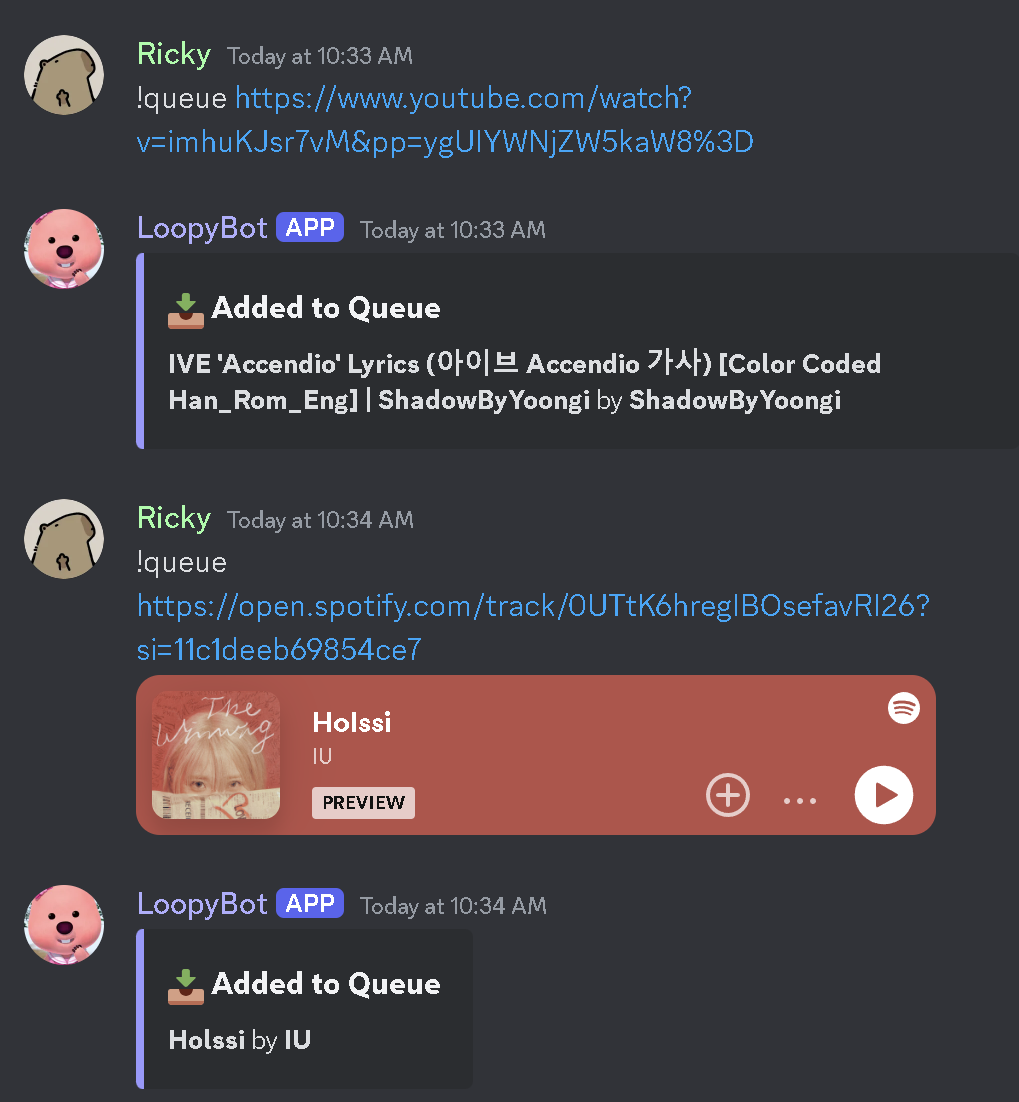 Ricky Today at 10:33 AM
!queue https://www.youtube.com/watch?
v=imhuKJsr7vM&pp=ygUIYWNjZW5kaW8%3D
LoopyBot APP Today at 10:33 AM
Added to Queue
IVE 'Accendio' Lyrics (아이브 Accendio 가사) [Color Coded
Han_Rom_Eng] | ShadowByYoongi by ShadowByYoongi
Ricky Today at 10:34 AM
!queue
https://open.spotify.com/track/0UTtK6hregIBOsefavRI26?
si=11c1deeb69854ce7
The
Winning
Holssi
IU
PREVIEW
LoopyBot APP Today at 10:34 AM
Added to Queue
Holssi by IU